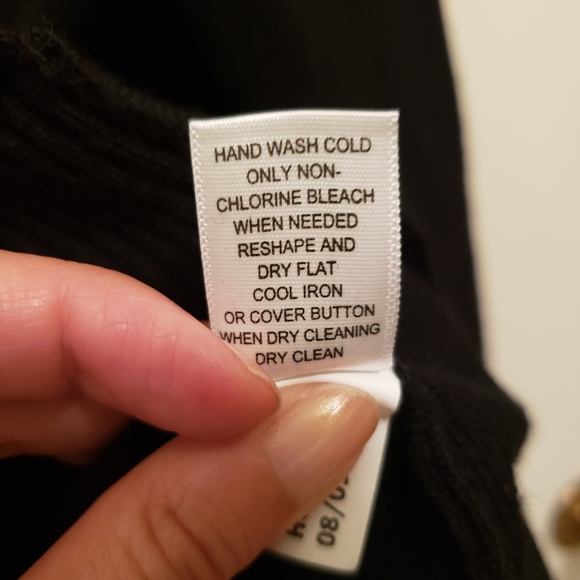 HAND WASH COLD
ONLY NON-
CHLORINE BLEACH
WHEN NEEDED
RESHAPE AND
DRY FLAT
COOL IRON
OR COVER BUTTON
WHEN DRY CLEANING
DRY CLEAN